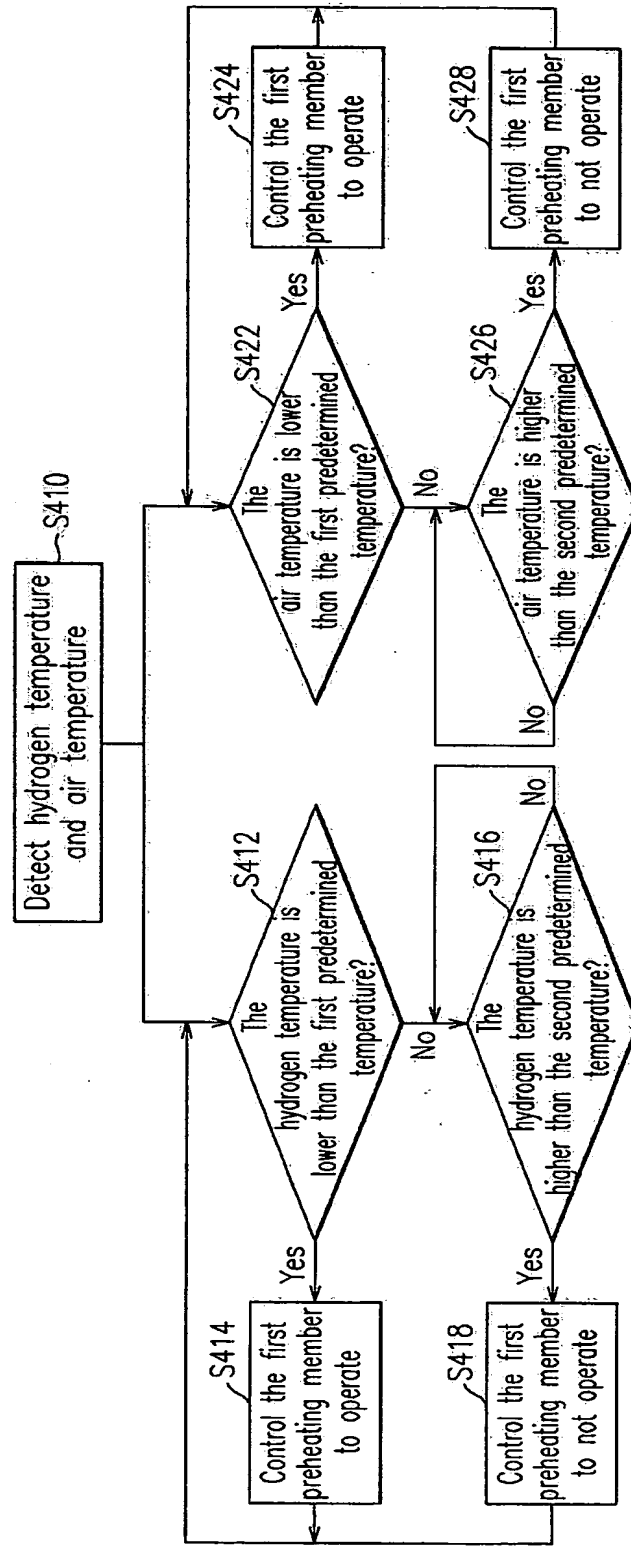 Detect hydrogen temperature
and air temperature
S410
The
hydrogen temperature is
lower than the first predetermined
temperature?
S412
Yes
No
Control the first
preheating member
to operate
S414
The
hydrogen temperature is
higher than the second predetermined
temperature?
S416
Yes
No
Control the first
preheating member
to not operate
S418
The
air temperature is lower
than the first predetermined
temperature?
S422
Yes
No
Control the first
preheating member
to operate
S424
The
air temperature is higher
than the second predetermined
temperature?
S426
Yes
No
Control the first
preheating member
to not operate
S428